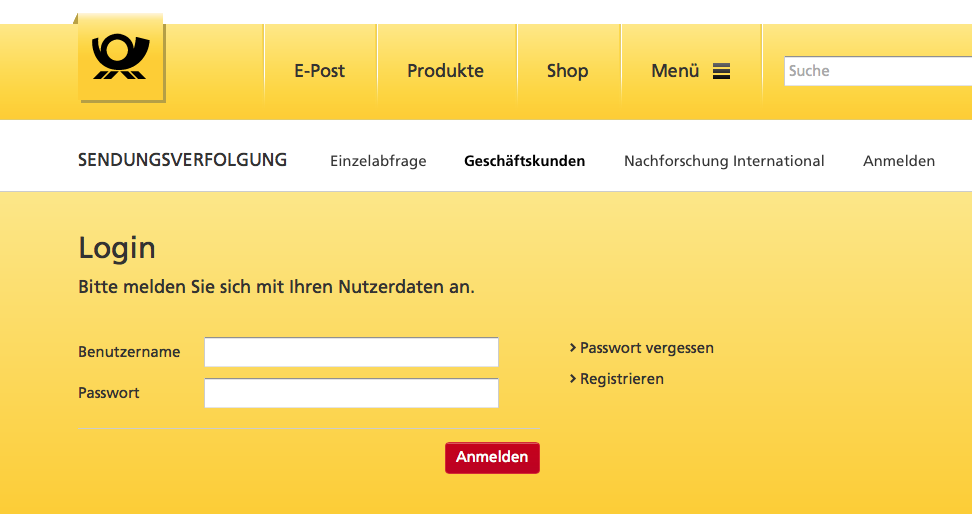 E-Post Produkte Shop Menü Suche
SENDUNGSVERFOLGUNG Einzelabfrage Geschäftskunden Nachforschung International Anmelden
Login
Bitte melden Sie sich mit Ihren Nutzerdaten an.
Benutzername
Passwort
Passwort vergessen
Registrieren
Anmelden